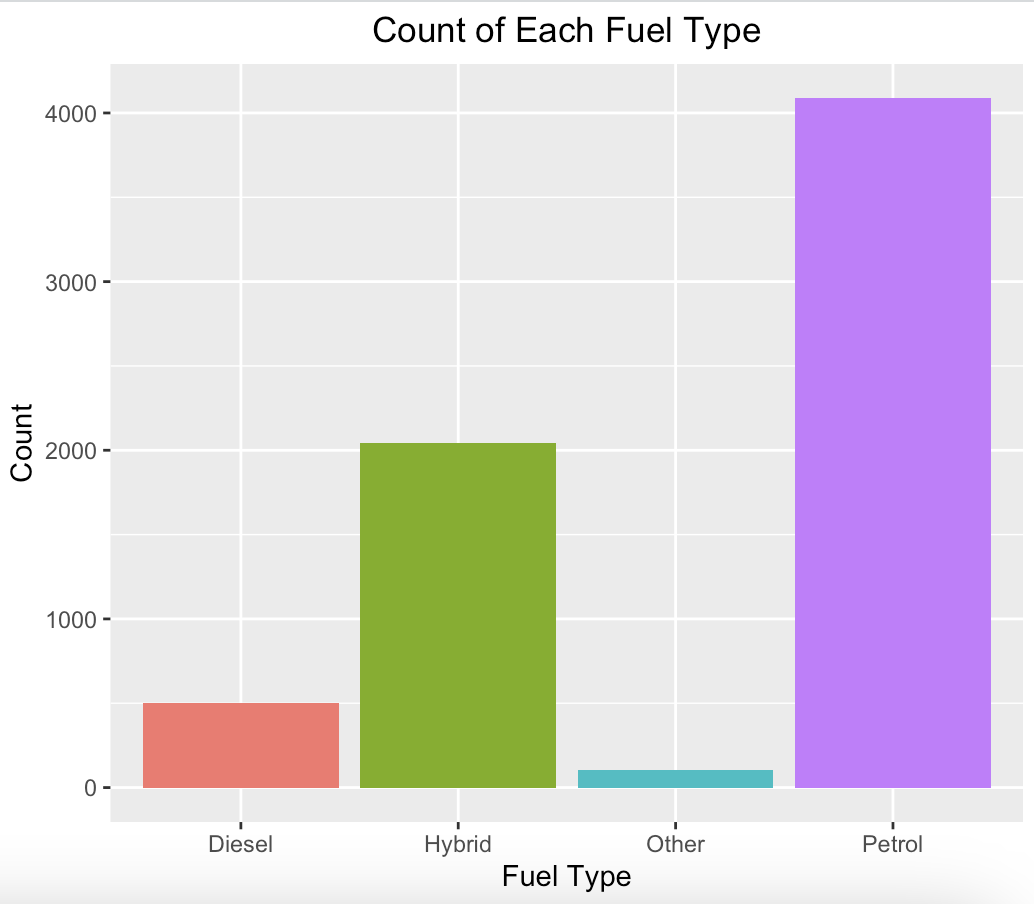 Count of Each Fuel Type
Count
4000
3000
2000
1000
0
Diesel Hybrid Other Petrol
Fuel Type